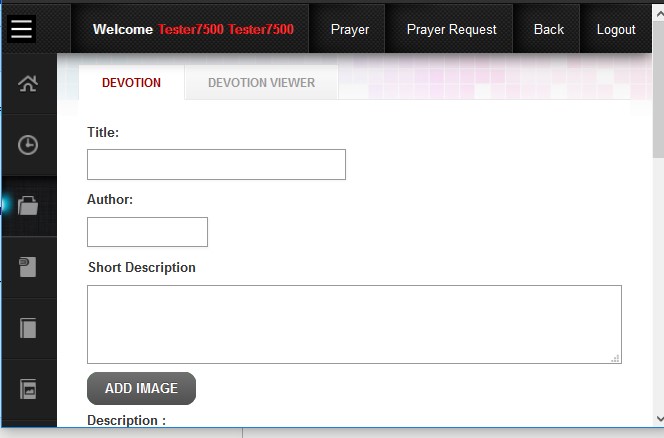 Welcome Tester7500 Tester7500 Prayer Prayer Request Back Logout
DEVOTION DEVOTION VIEWER
Title:
Author:
Short Description
ADD IMAGE
Description :